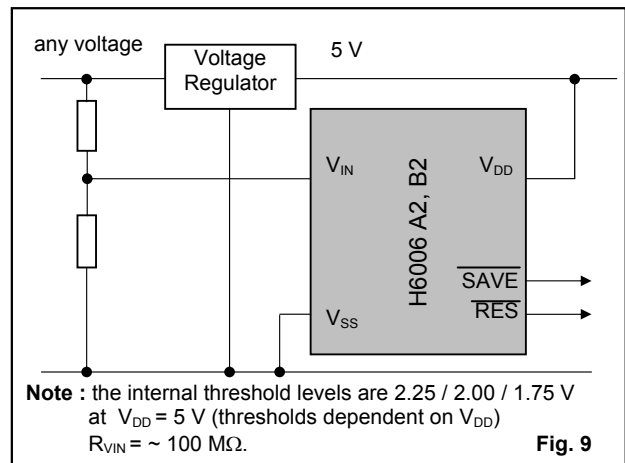 any voltage
Voltage
Regulator
5 V
V_IN
V_DD
H6006 A2, B2
SAVE
RES
V_SS
Note : the internal threshold levels are 2.25 / 2.00 / 1.75 V
at V_DD = 5 V (thresholds dependent on V_DD)
R_VIN = ~ 100 MΩ.
Fig. 9